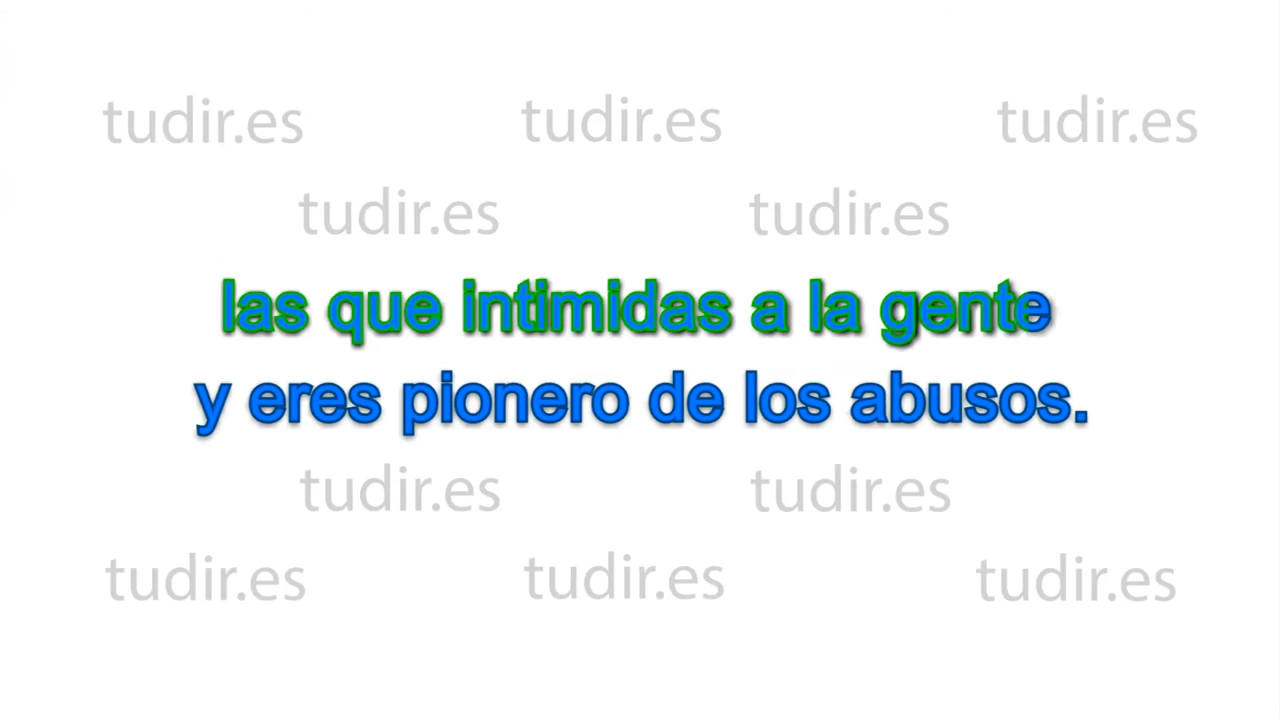 tudir.es tudir.es tudir.es
tudir.es tudir.es
las que intimidas a la gente
y eres pionero de los abusos.
tudir.es tudir.es
tudir.es tudir.es tudir.es